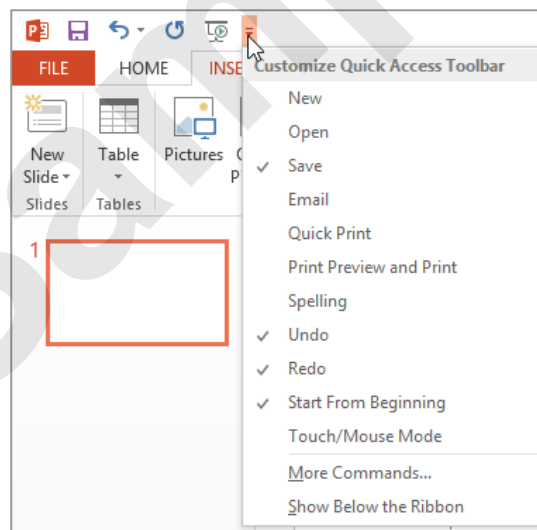 FILE HOME INSE
Customize Quick Access Toolbar
New
Open
Save
Email
Quick Print
Print Preview and Print
Spelling
Undo
Redo
Start From Beginning
Touch/Mouse Mode
More Commands...
Show Below the Ribbon
New Slide
Table
Pictures
Slides
Tables
1